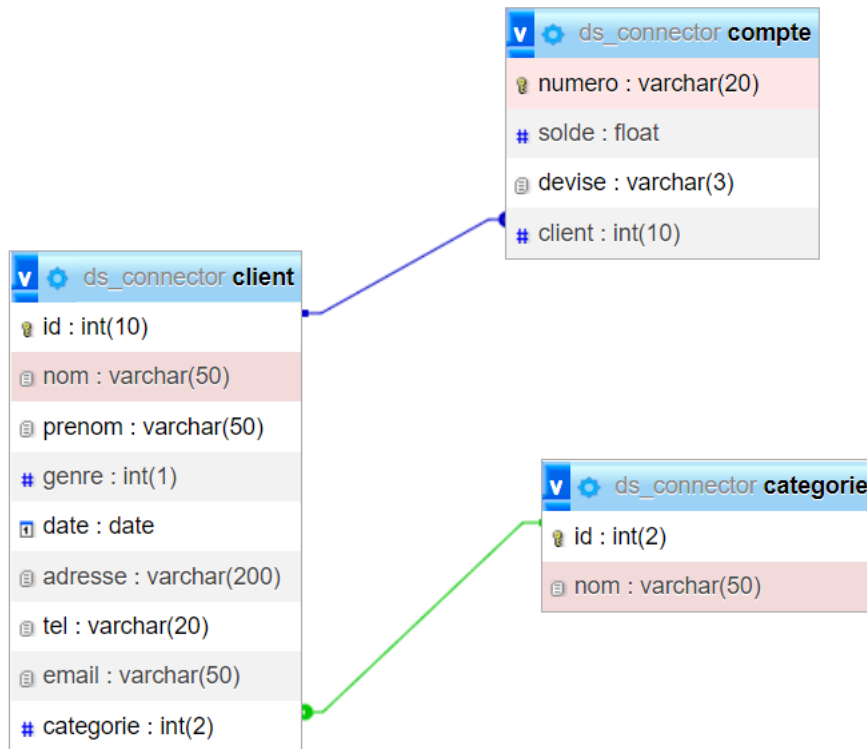 v ds_connector compte
numero : varchar(20)
# solde : float
devise : varchar(3)
# client : int(10)
v ds_connector client
id : int(10)
nom : varchar(50)
prenom : varchar(50)
# genre : int(1)
1 date : date
adresse : varchar(200)
tel : varchar(20)
email : varchar(50)
# categorie : int(2)
v ds_connector categorie
id : int(2)
nom : varchar(50)